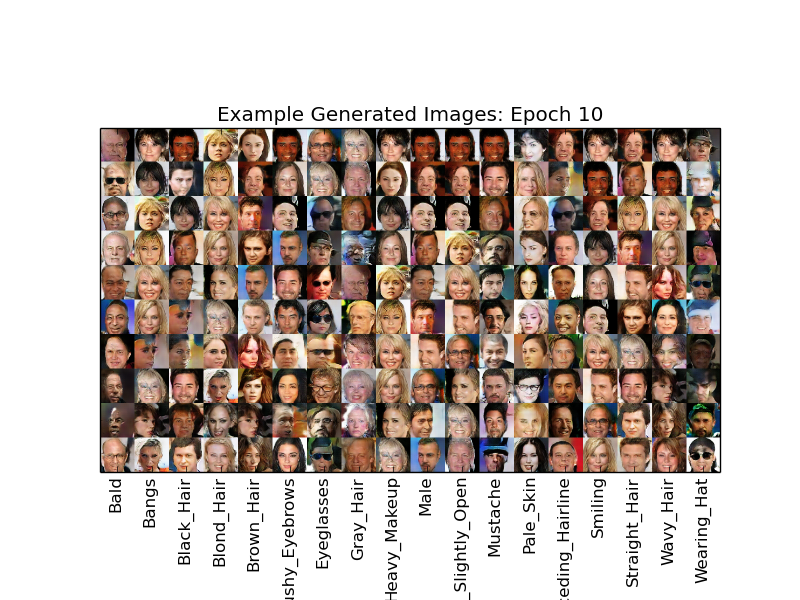 Example Generated Images: Epoch 10
Bald
Bangs
Black_Hair
Blond_Hair
Brown_Hair
ushy_Eyebrows
Eyeglasses
Gray_Hair
Heavy_Makeup
Male
_Slightly_Open
Mustache
Pale_Skin
eding_Hairline
Smiling
Straight_Hair
Wavy_Hair
Wearing_Hat